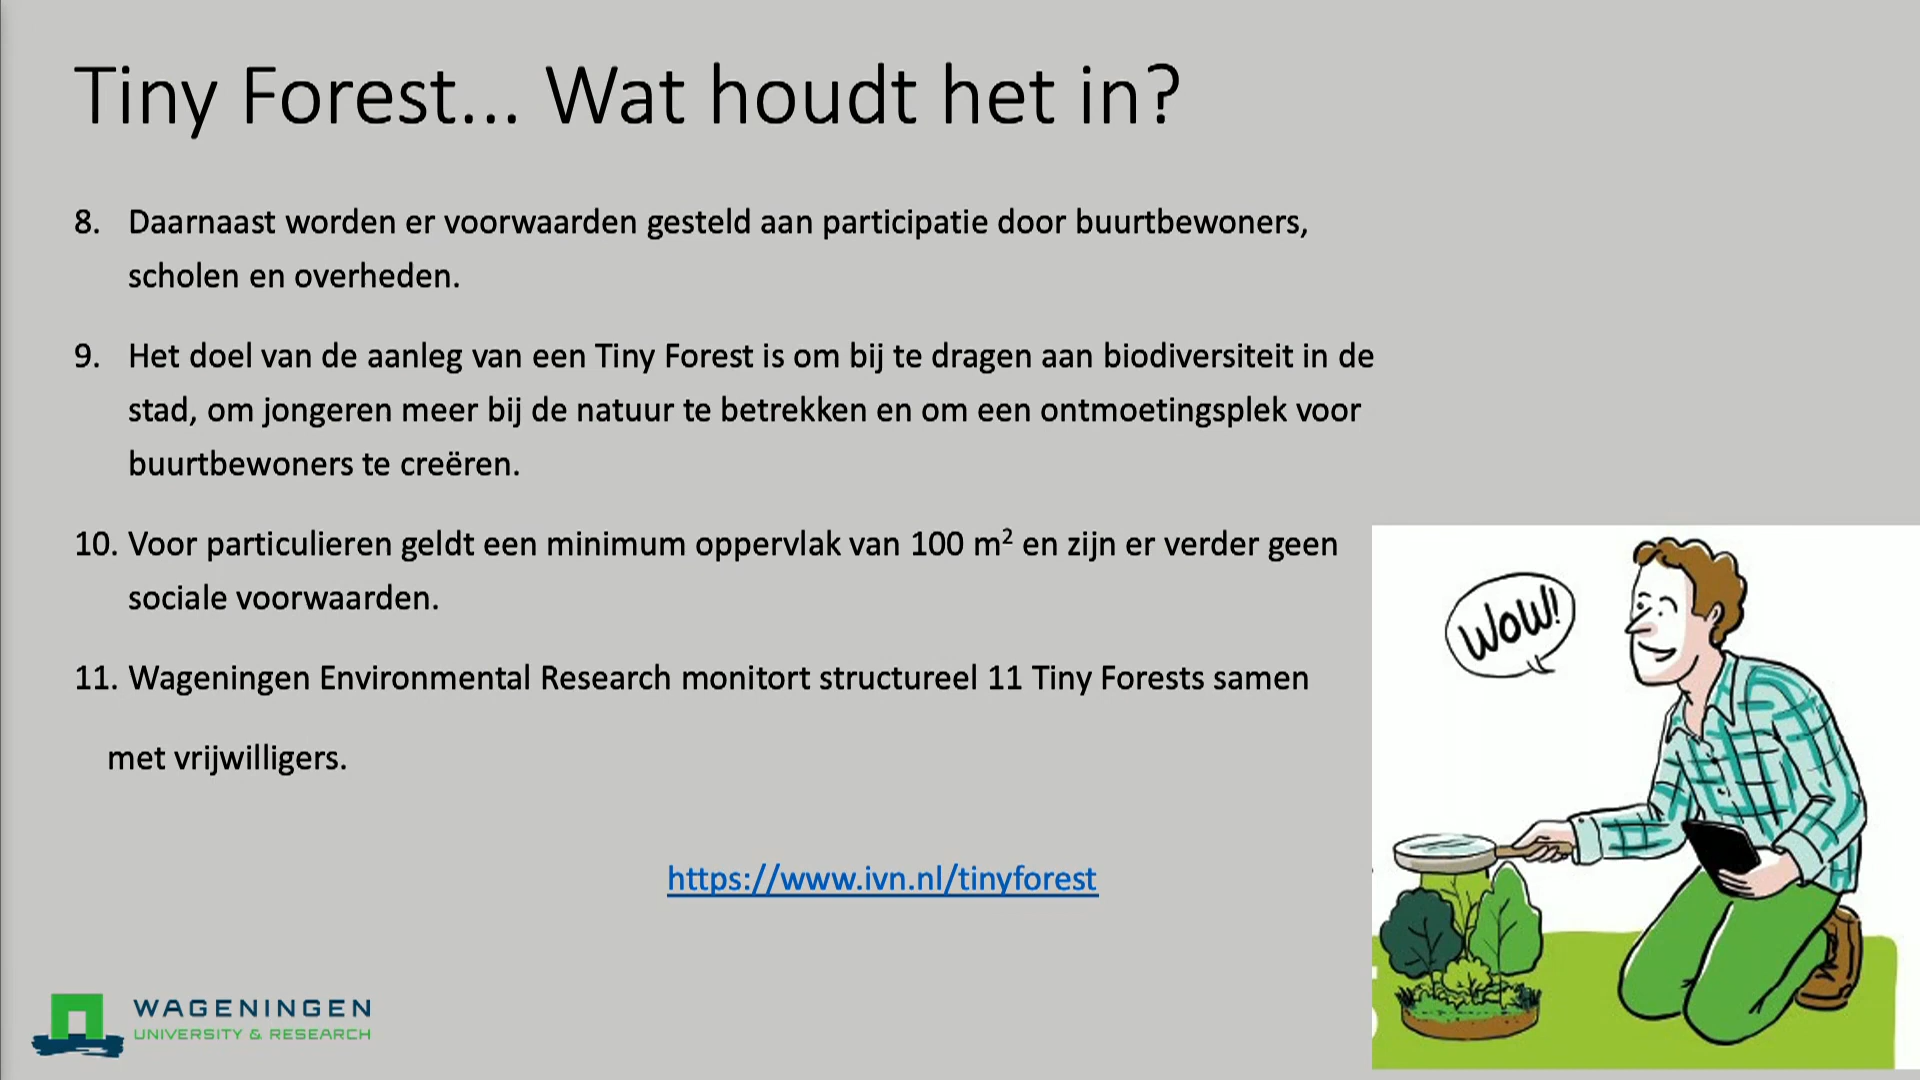 Tiny Forest... Wat houdt het in?
8. Daarnaast worden er voorwaarden gesteld aan participatie door buurtbewoners,
scholen en overheden.
9. Het doel van de aanleg van een Tiny Forest is om bij te dragen aan biodiversiteit in de
stad, om jongeren meer bij de natuur te betrekken en om een ontmoetingsplek voor
buurtbewoners te creëren.
10. Voor particulieren geldt een minimum oppervlak van 100 m² en zijn er verder geen
sociale voorwaarden.
11. Wageningen Environmental Research monitort structureel 11 Tiny Forests samen
met vrijwilligers.
WOW!
https://www.ivn.nl/tinyforest
WAGENINGEN
UNIVERSITY & RESEARCH